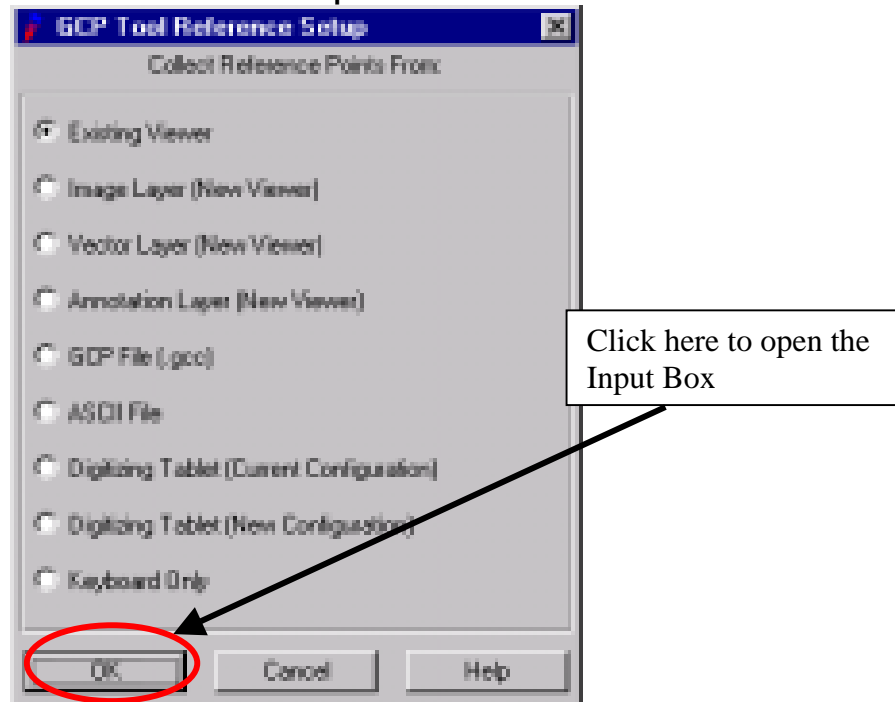 GCP Tool Reference Setup
Collect Reference Points From:
Existing Viewer
Image Layer (New Viewer)
Vector Layer (New Viewer)
Annotation Layer (New Viewer)
GCP File (.gcc)
ASCII File
Digitizing Tablet (Current Configuration)
Digitizing Tablet (New Configuration)
Keyboard Only
Click here to open the
Input Box
OK
Cancel
Help